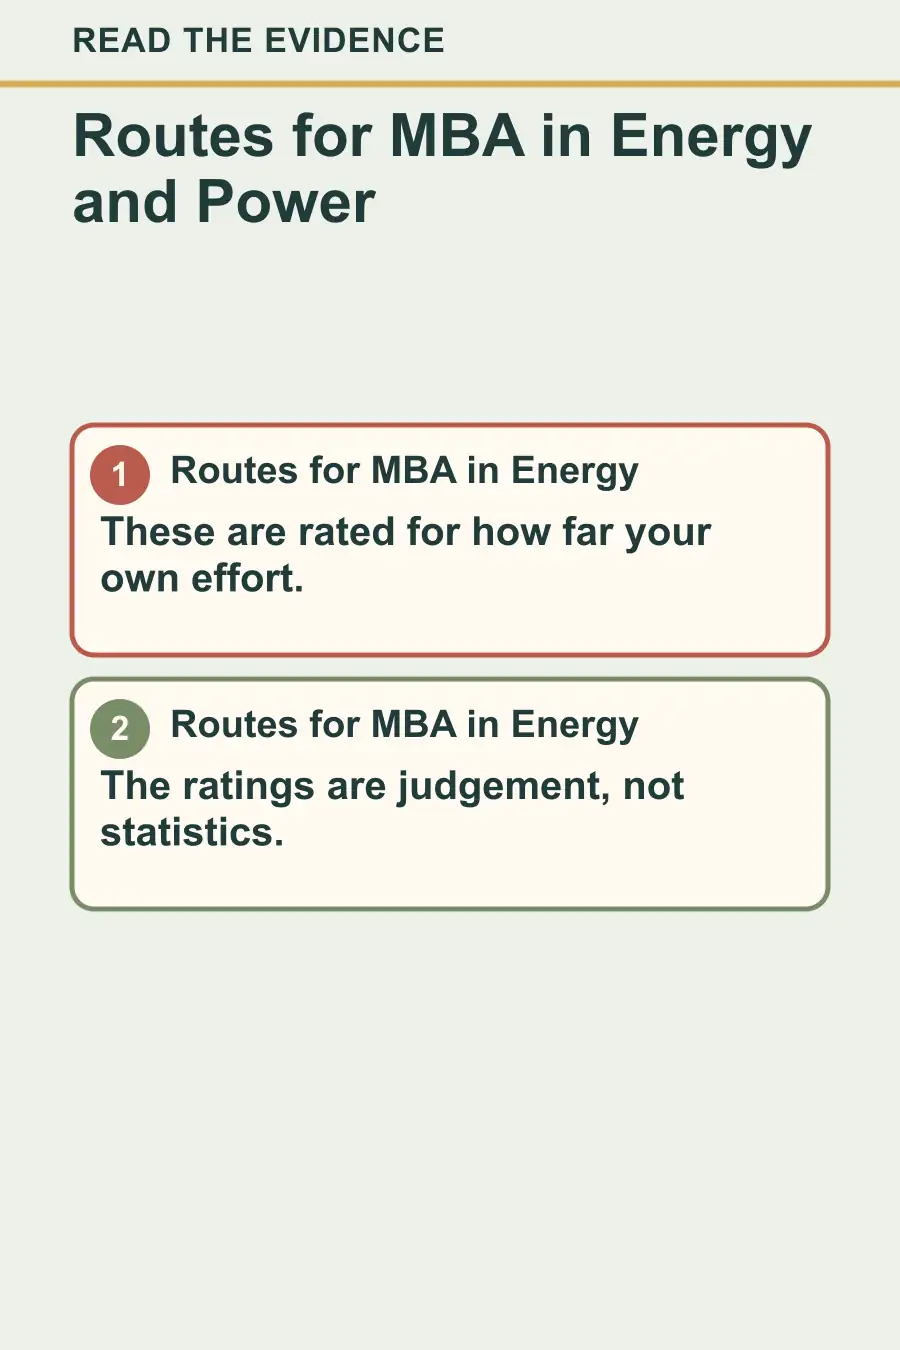 READ THE EVIDENCE
Routes for MBA in Energy
and Power
1 Routes for MBA in Energy
These are rated for how far your
own effort.
2 Routes for MBA in Energy
The ratings are judgement, not
statistics.